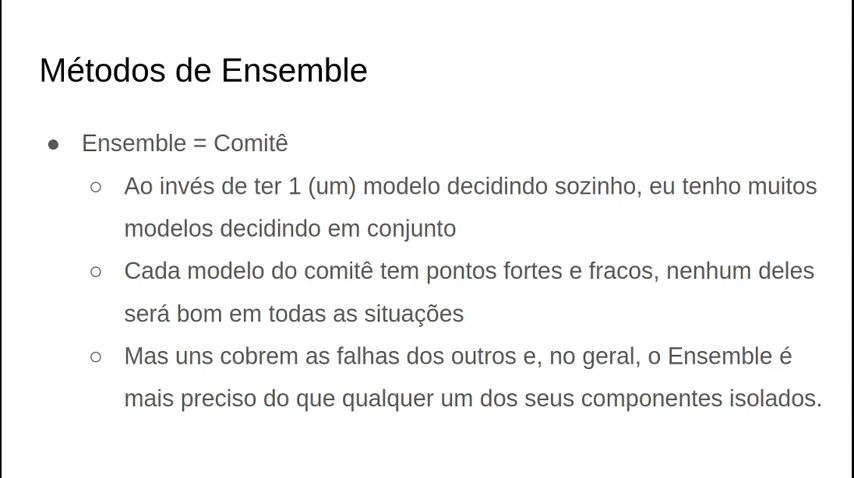 Métodos de Ensemble
● Ensemble = Comitê
○ Ao invés de ter 1 (um) modelo decidindo sozinho, eu tenho muitos
modelos decidindo em conjunto
○ Cada modelo do comitê tem pontos fortes e fracos, nenhum deles
será bom em todas as situações
○ Mas uns cobrem as falhas dos outros e, no geral, o Ensemble é
mais preciso do que qualquer um dos seus componentes isolados.